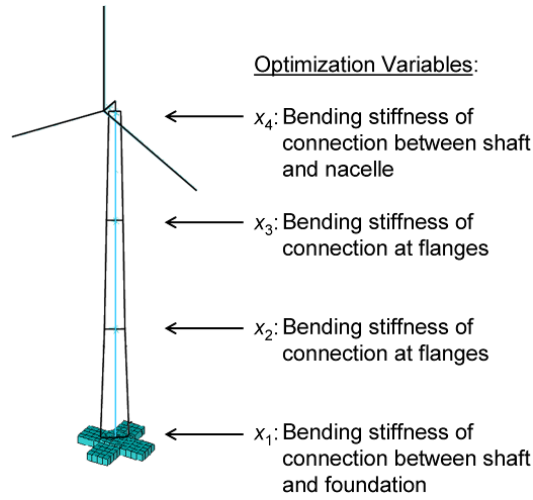 Optimization Variables:
x4: Bending stiffness of
connection between shaft
and nacelle
x3: Bending stiffness of
connection at flanges
x2: Bending stiffness of
connection at flanges
x1: Bending stiffness of
connection between shaft
and foundation